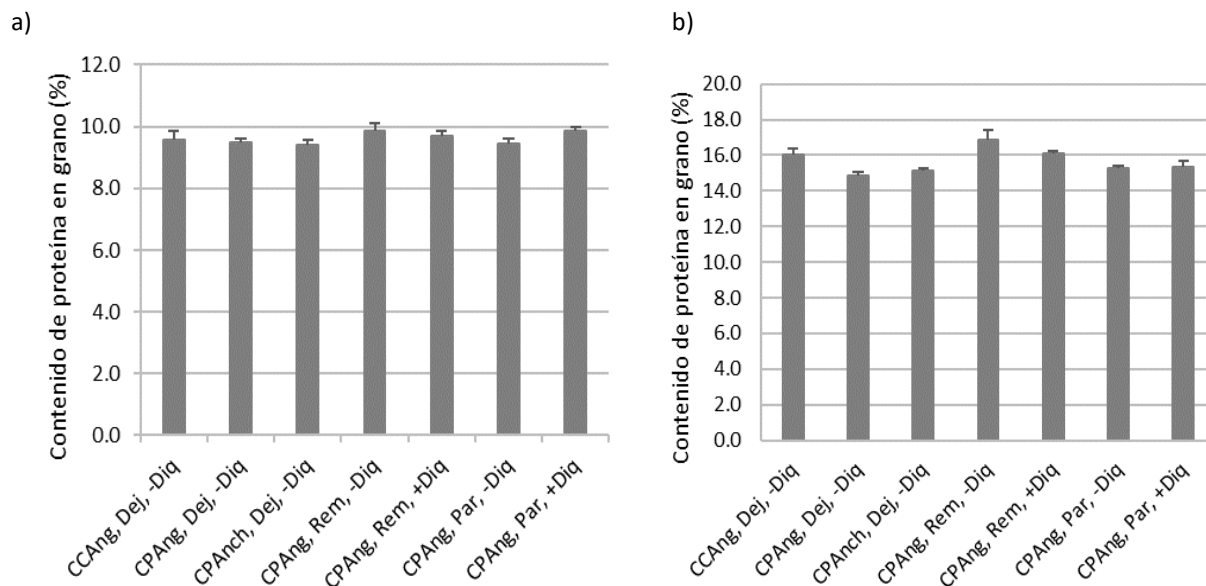 a)
Contenido de proteína en grano (%)
12.0
10.0
8.0
6.0
4.0
2.0
0.0
CCAng, Dej, -Diq
CPAng, Dej, -Diq
CPAnch, Dej, -Diq
CPAng, Rem, -Diq
CPAng, Rem, +Diq
CPAng, Par, -Diq
CPAng, Par, +Diq
b)
Contenido de proteína en grano (%)
20.0
18.0
16.0
14.0
12.0
10.0
8.0
6.0
4.0
2.0
0.0
CCAng, Dej, -Diq
CPAng, Dej, -Diq
CPAnch, Dej, -Diq
CPAng, Rem, -Diq
CPAng, Rem, +Diq
CPAng, Par, -Diq
CPAng, Par, +Diq